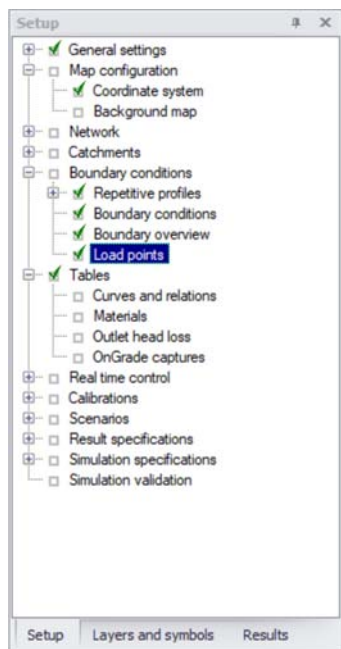 Setup
General settings
Map configuration
Coordinate system
Background map
Network
Catchments
Boundary conditions
Repetitive profiles
Boundary conditions
Boundary overview
Load points
Tables
Curves and relations
Materials
Outlet head loss
OnGrade captures
Real time control
Calibrations
Scenarios
Result specifications
Simulation specifications
Simulation validation
Setup Layers and symbols Results